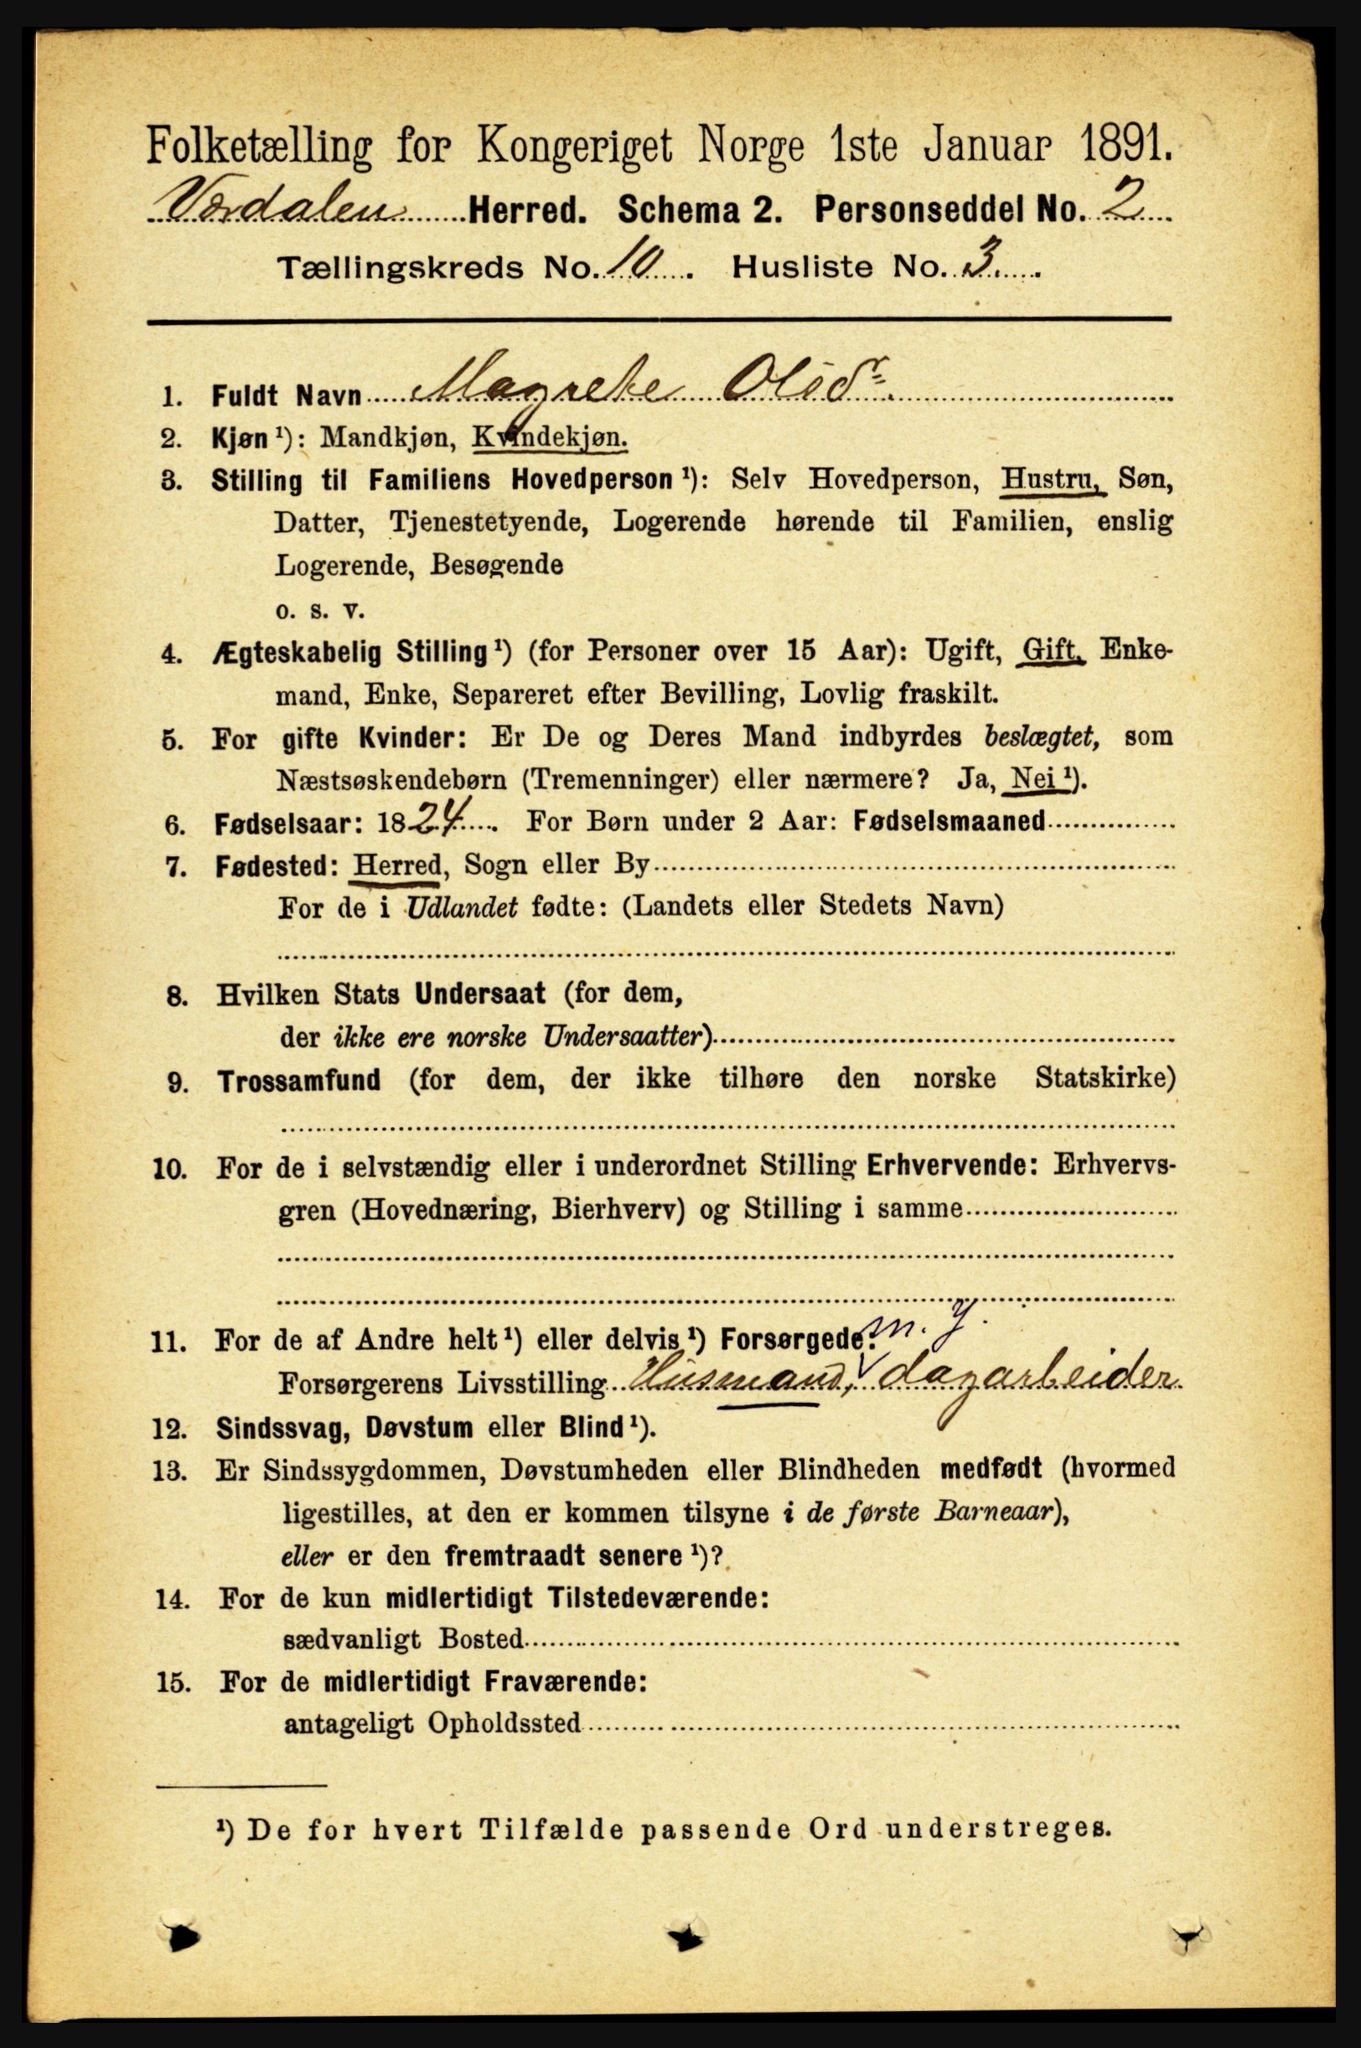 Folketælling for Kongeriget Norge 1ste Januar 1891.
Værdalen Herred. Schema 2. Personseddel No. 2
Tællingskreds No. 10. Husliste No. 3.
1. Fuldt Navn Magrete Olsdr.
2. Kjøn ¹): Mandkjøn, Kvindekjøn.
3. Stilling til Familiens Hovedperson ¹): Selv Hovedperson, Hustru, Søn,
Datter, Tjenestetyende, Logerende hørende til Familien, enslig
Logerende, Besøgende
o. s. v.
4. Ægteskabelig Stilling ¹) (for Personer over 15 Aar): Ugift, Gift, Enke-
mand, Enke, Separeret efter Bevilling, Lovlig fraskilt.
5. For gifte Kvinder: Er De og Deres Mand indbyrdes beslægtet, som
Næstsøskendebørn (Tremenninger) eller nærmere? Ja, Nei ¹).
6. Fødselsaar: 1824. For Børn under 2 Aar: Fødselsmaaned
7. Fødested: Herred, Sogn eller By
For de i Udlandet fødte: (Landets eller Stedets Navn)
8. Hvilken Stats Undersaat (for dem,
der ikke ere norske Undersaatter)
9. Trossamfund (for dem, der ikke tilhøre den norske Statskirke)
10. For de i selvstændig eller i underordnet Stilling Erhvervende: Erhvervs-
gren (Hovednæring, Bierhverv) og Stilling i samme
11. For de af Andre helt ¹) eller delvis ¹) Forsørgede: m. J.
Forsørgerens Livsstilling Husmand, dagarbeider
12. Sindssvag, Døvstum eller Blind ¹).
13. Er Sindssygdommen, Døvstumheden eller Blindheden medfødt (hvormed
ligestilles, at den er kommen tilsyne i de første Barneaar),
eller er den fremtraadt senere ¹)?
14. For de kun midlertidigt Tilstedeværende:
sædvanligt Bosted
15. For de midlertidigt Fraværende:
antageligt Opholdssted
¹) De for hvert Tilfælde passende Ord understreges.